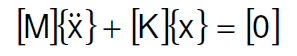 [M]{ẍ} + [K]{x} = [0]